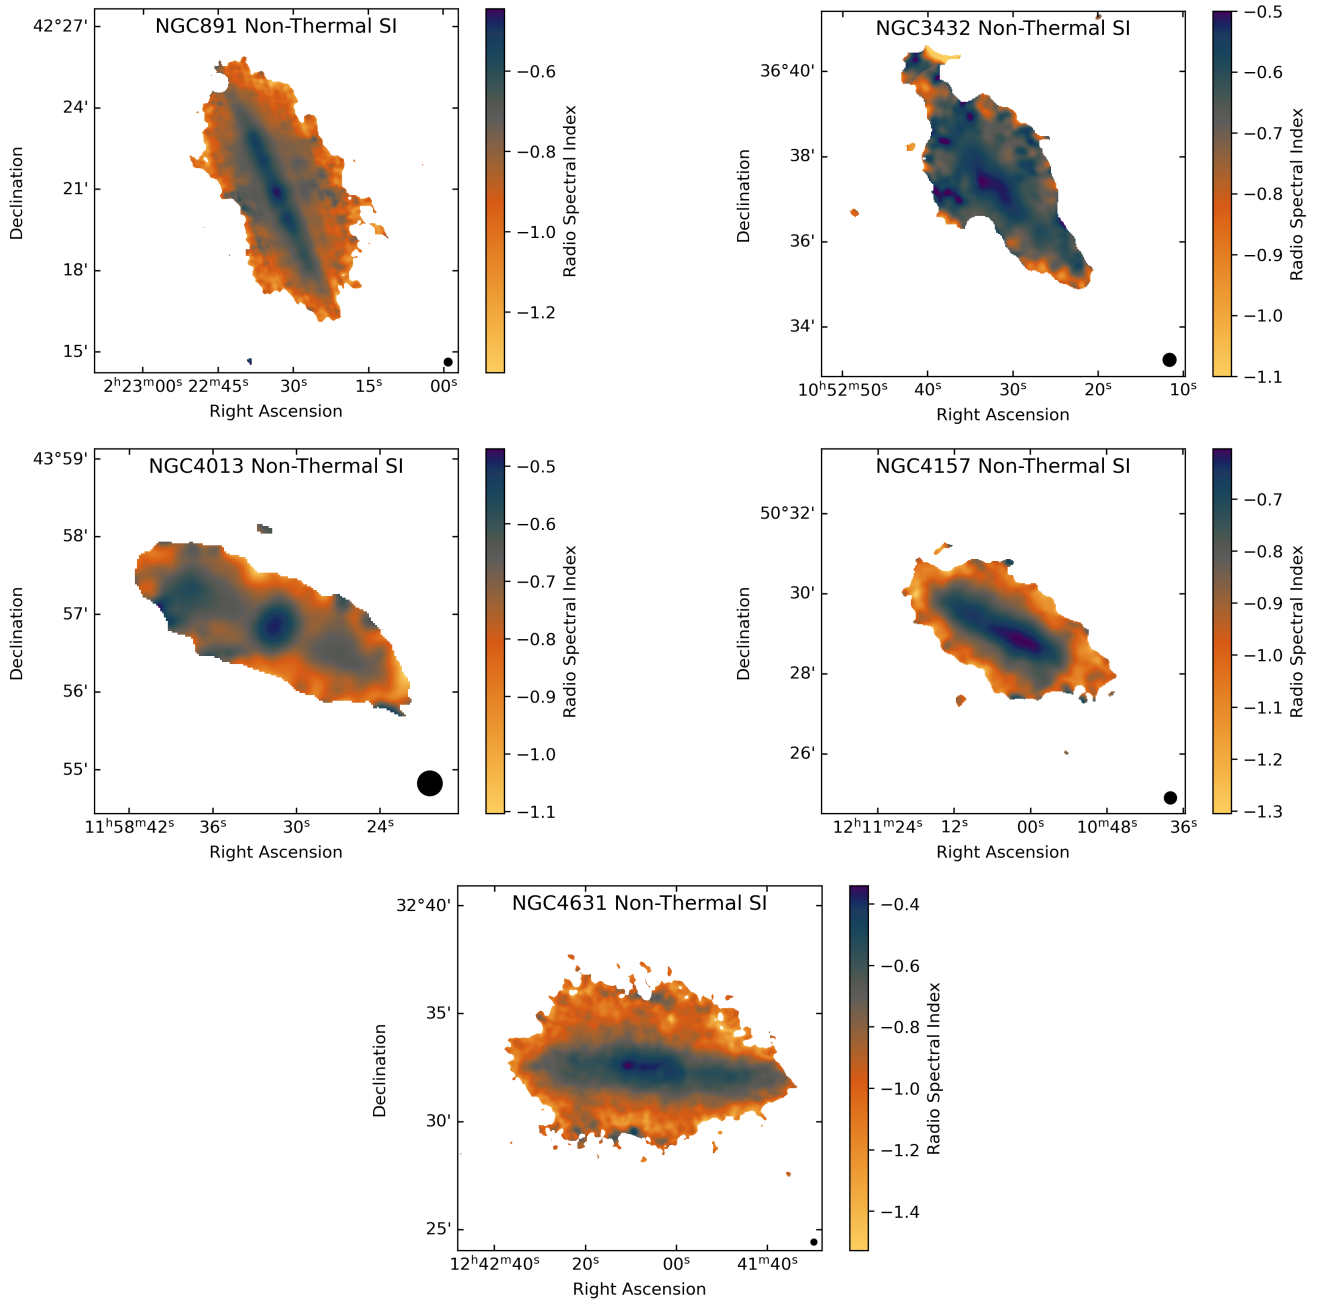 NGC891 Non-Thermal SI
42°27'
24'
21'
18'
15'
Declination
2ʰ23ᵐ00ˢ 22ᵐ45ˢ 30ˢ 15ˢ 00ˢ
Right Ascension
−0.6
−0.8
−1.0
−1.2
Radio Spectral Index
NGC3432 Non-Thermal SI
36°40'
38'
36'
34'
Declination
10ʰ52ᵐ50ˢ 40ˢ 30ˢ 20ˢ 10ˢ
Right Ascension
−0.5
−0.6
−0.7
−0.8
−0.9
−1.0
−1.1
Radio Spectral Index
NGC4013 Non-Thermal SI
43°59'
58'
57'
56'
55'
Declination
11ʰ58ᵐ42ˢ 36ˢ 30ˢ 24ˢ
Right Ascension
−0.5
−0.6
−0.7
−0.8
−0.9
−1.0
−1.1
Radio Spectral Index
NGC4157 Non-Thermal SI
50°32'
30'
28'
26'
Declination
12ʰ11ᵐ24ˢ 12ˢ 00ˢ 10ᵐ48ˢ 36ˢ
Right Ascension
−0.7
−0.8
−0.9
−1.0
−1.1
−1.2
−1.3
Radio Spectral Index
NGC4631 Non-Thermal SI
32°40'
35'
30'
25'
Declination
12ʰ42ᵐ40ˢ 20ˢ 00ˢ 41ᵐ40ˢ
Right Ascension
−0.4
−0.6
−0.8
−1.0
−1.2
−1.4
Radio Spectral Index